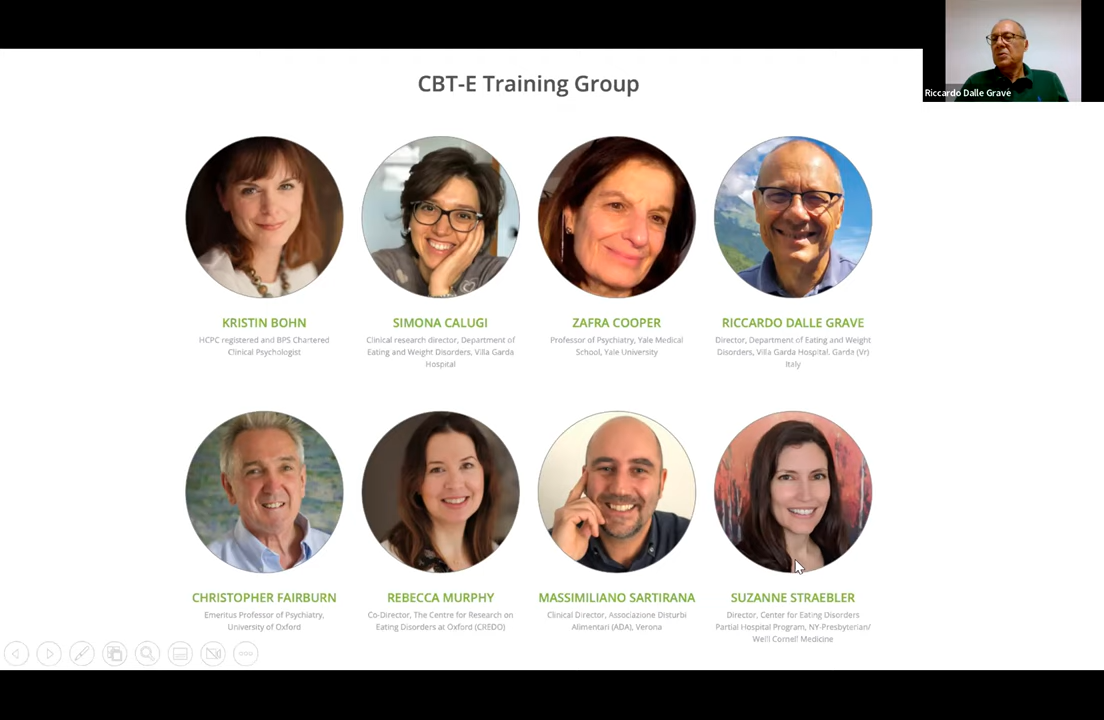 Riccardo Dalle Grave
CBT-E Training Group
KRISTIN BOHN
HCPC registered and BPS Chartered
Clinical Psychologist
SIMONA CALUGI
Clinical research director, Department of
Eating and Weight Disorders, Villa Garda
Hospital
ZAFRA COOPER
Professor of Psychiatry, Yale Medical
School, Yale University
RICCARDO DALLE GRAVE
Director, Department of Eating and Weight
Disorders, Villa Garda Hospital. Garda (Vr)
Italy
CHRISTOPHER FAIRBURN
Emeritus Professor of Psychiatry,
University of Oxford
REBECCA MURPHY
Co-Director, The Centre for Research on
Eating Disorders at Oxford (CREDO)
MASSIMILIANO SARTIRANA
Clinical Director, Associazione Disturbi
Alimentari (ADA), Verona
SUZANNE STRAEBLER
Director, Center for Eating Disorders
Partial Hospital Program, NY-Presbyterian/
Weill Cornell Medicine